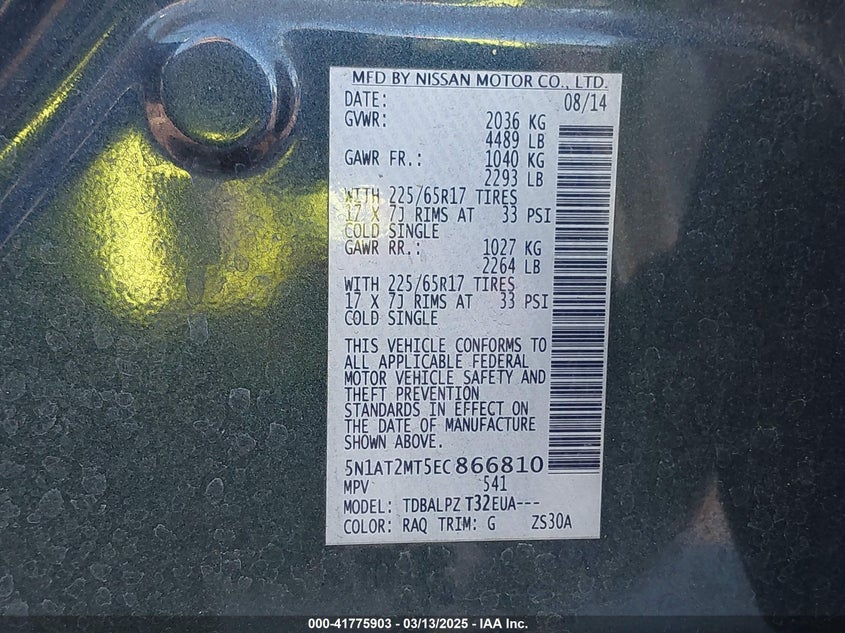 MFD BY NISSAN MOTOR CO., LTD.
DATE: 08/14
GVWR: 2036 KG
4489 LB
GAWR FR.: 1040 KG
2293 LB
WITH 225/65R17 TIRES
17 X 7J RIMS AT 33 PSI
COLD SINGLE
GAWR RR.: 1027 KG
2264 LB
WITH 225/65R17 TIRES
17 X 7J RIMS AT 33 PSI
COLD SINGLE
THIS VEHICLE CONFORMS TO
ALL APPLICABLE FEDERAL
MOTOR VEHICLE SAFETY AND
THEFT PREVENTION
STANDARDS IN EFFECT ON
THE DATE OF MANUFACTURE
SHOWN ABOVE.
5N1AT2MT5EC866810
MPV 541
MODEL: TDBALPZ T32EUA---
COLOR: RAQ TRIM: G ZS30A
000-41775903 - 03/13/2025 - IAA Inc.